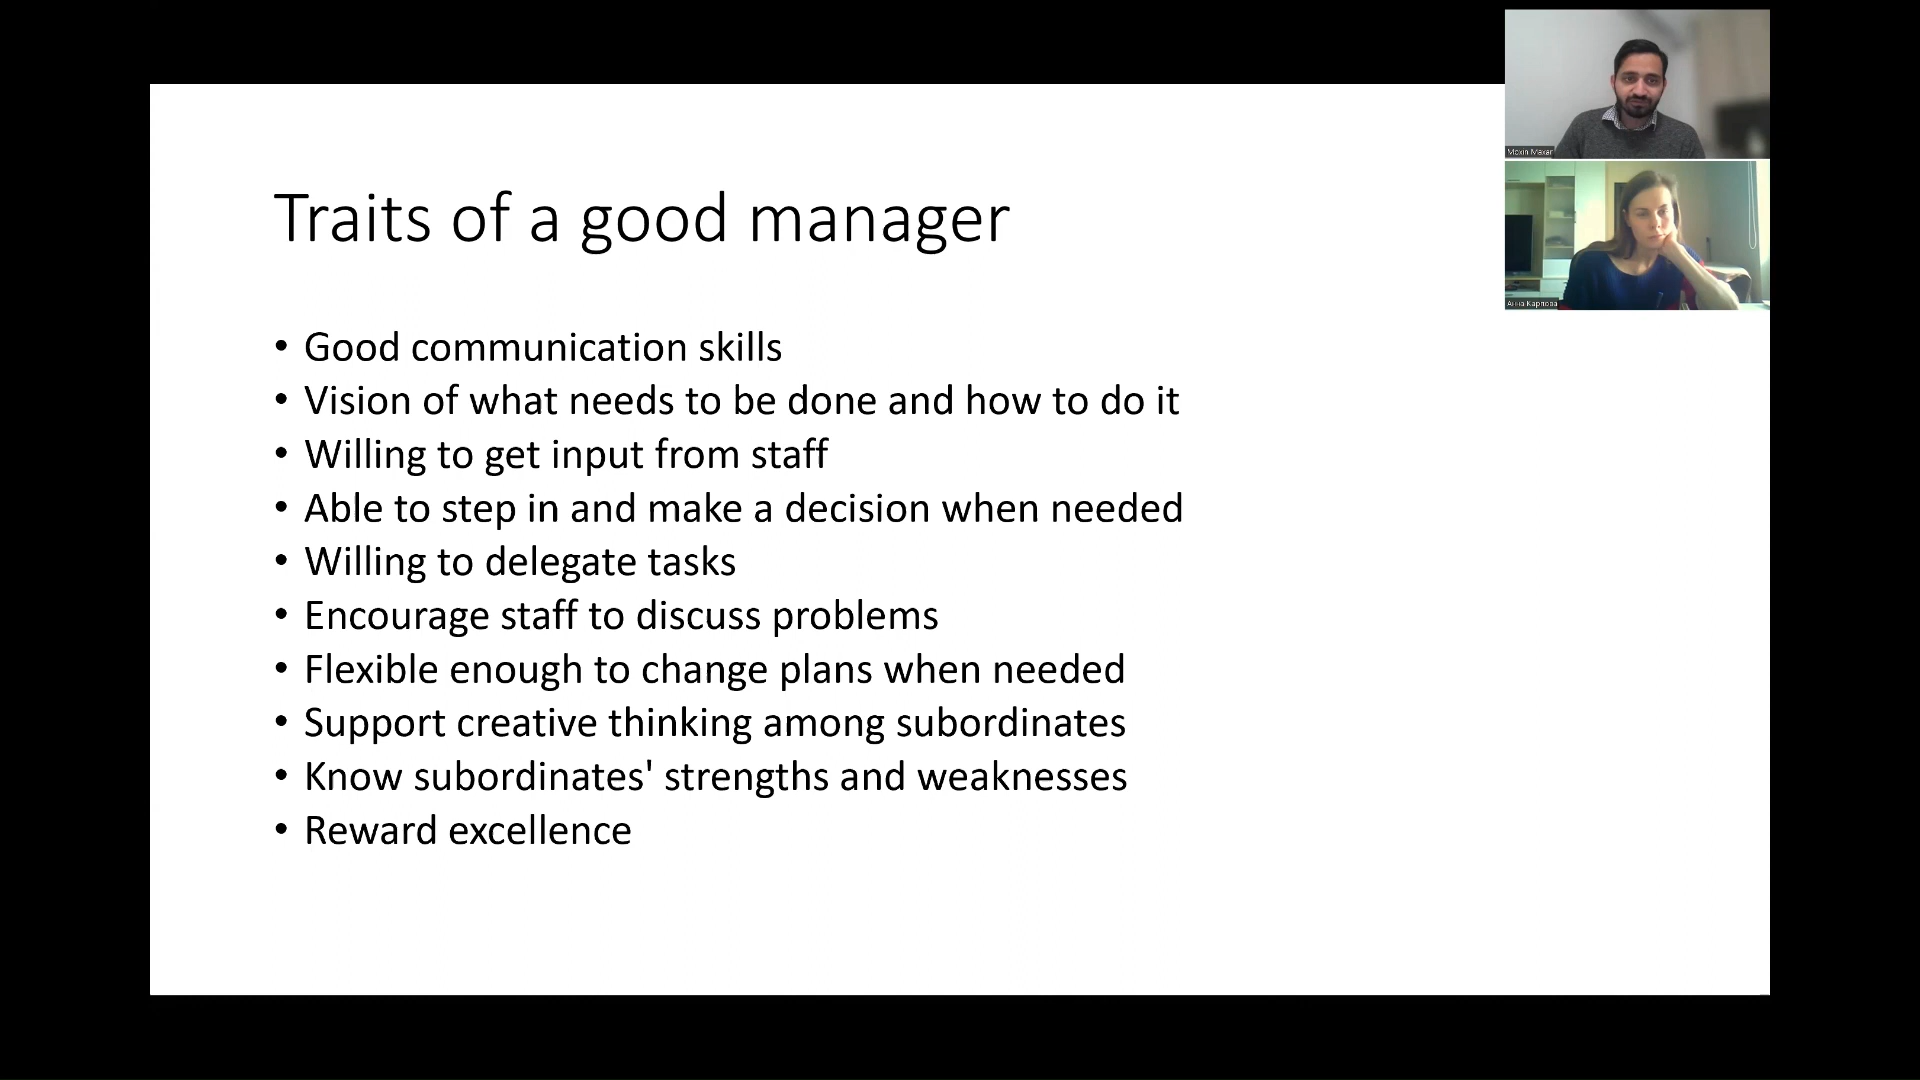 Traits of a good manager
• Good communication skills
• Vision of what needs to be done and how to do it
• Willing to get input from staff
• Able to step in and make a decision when needed
• Willing to delegate tasks
• Encourage staff to discuss problems
• Flexible enough to change plans when needed
• Support creative thinking among subordinates
• Know subordinates' strengths and weaknesses
• Reward excellence
Анна Карпова